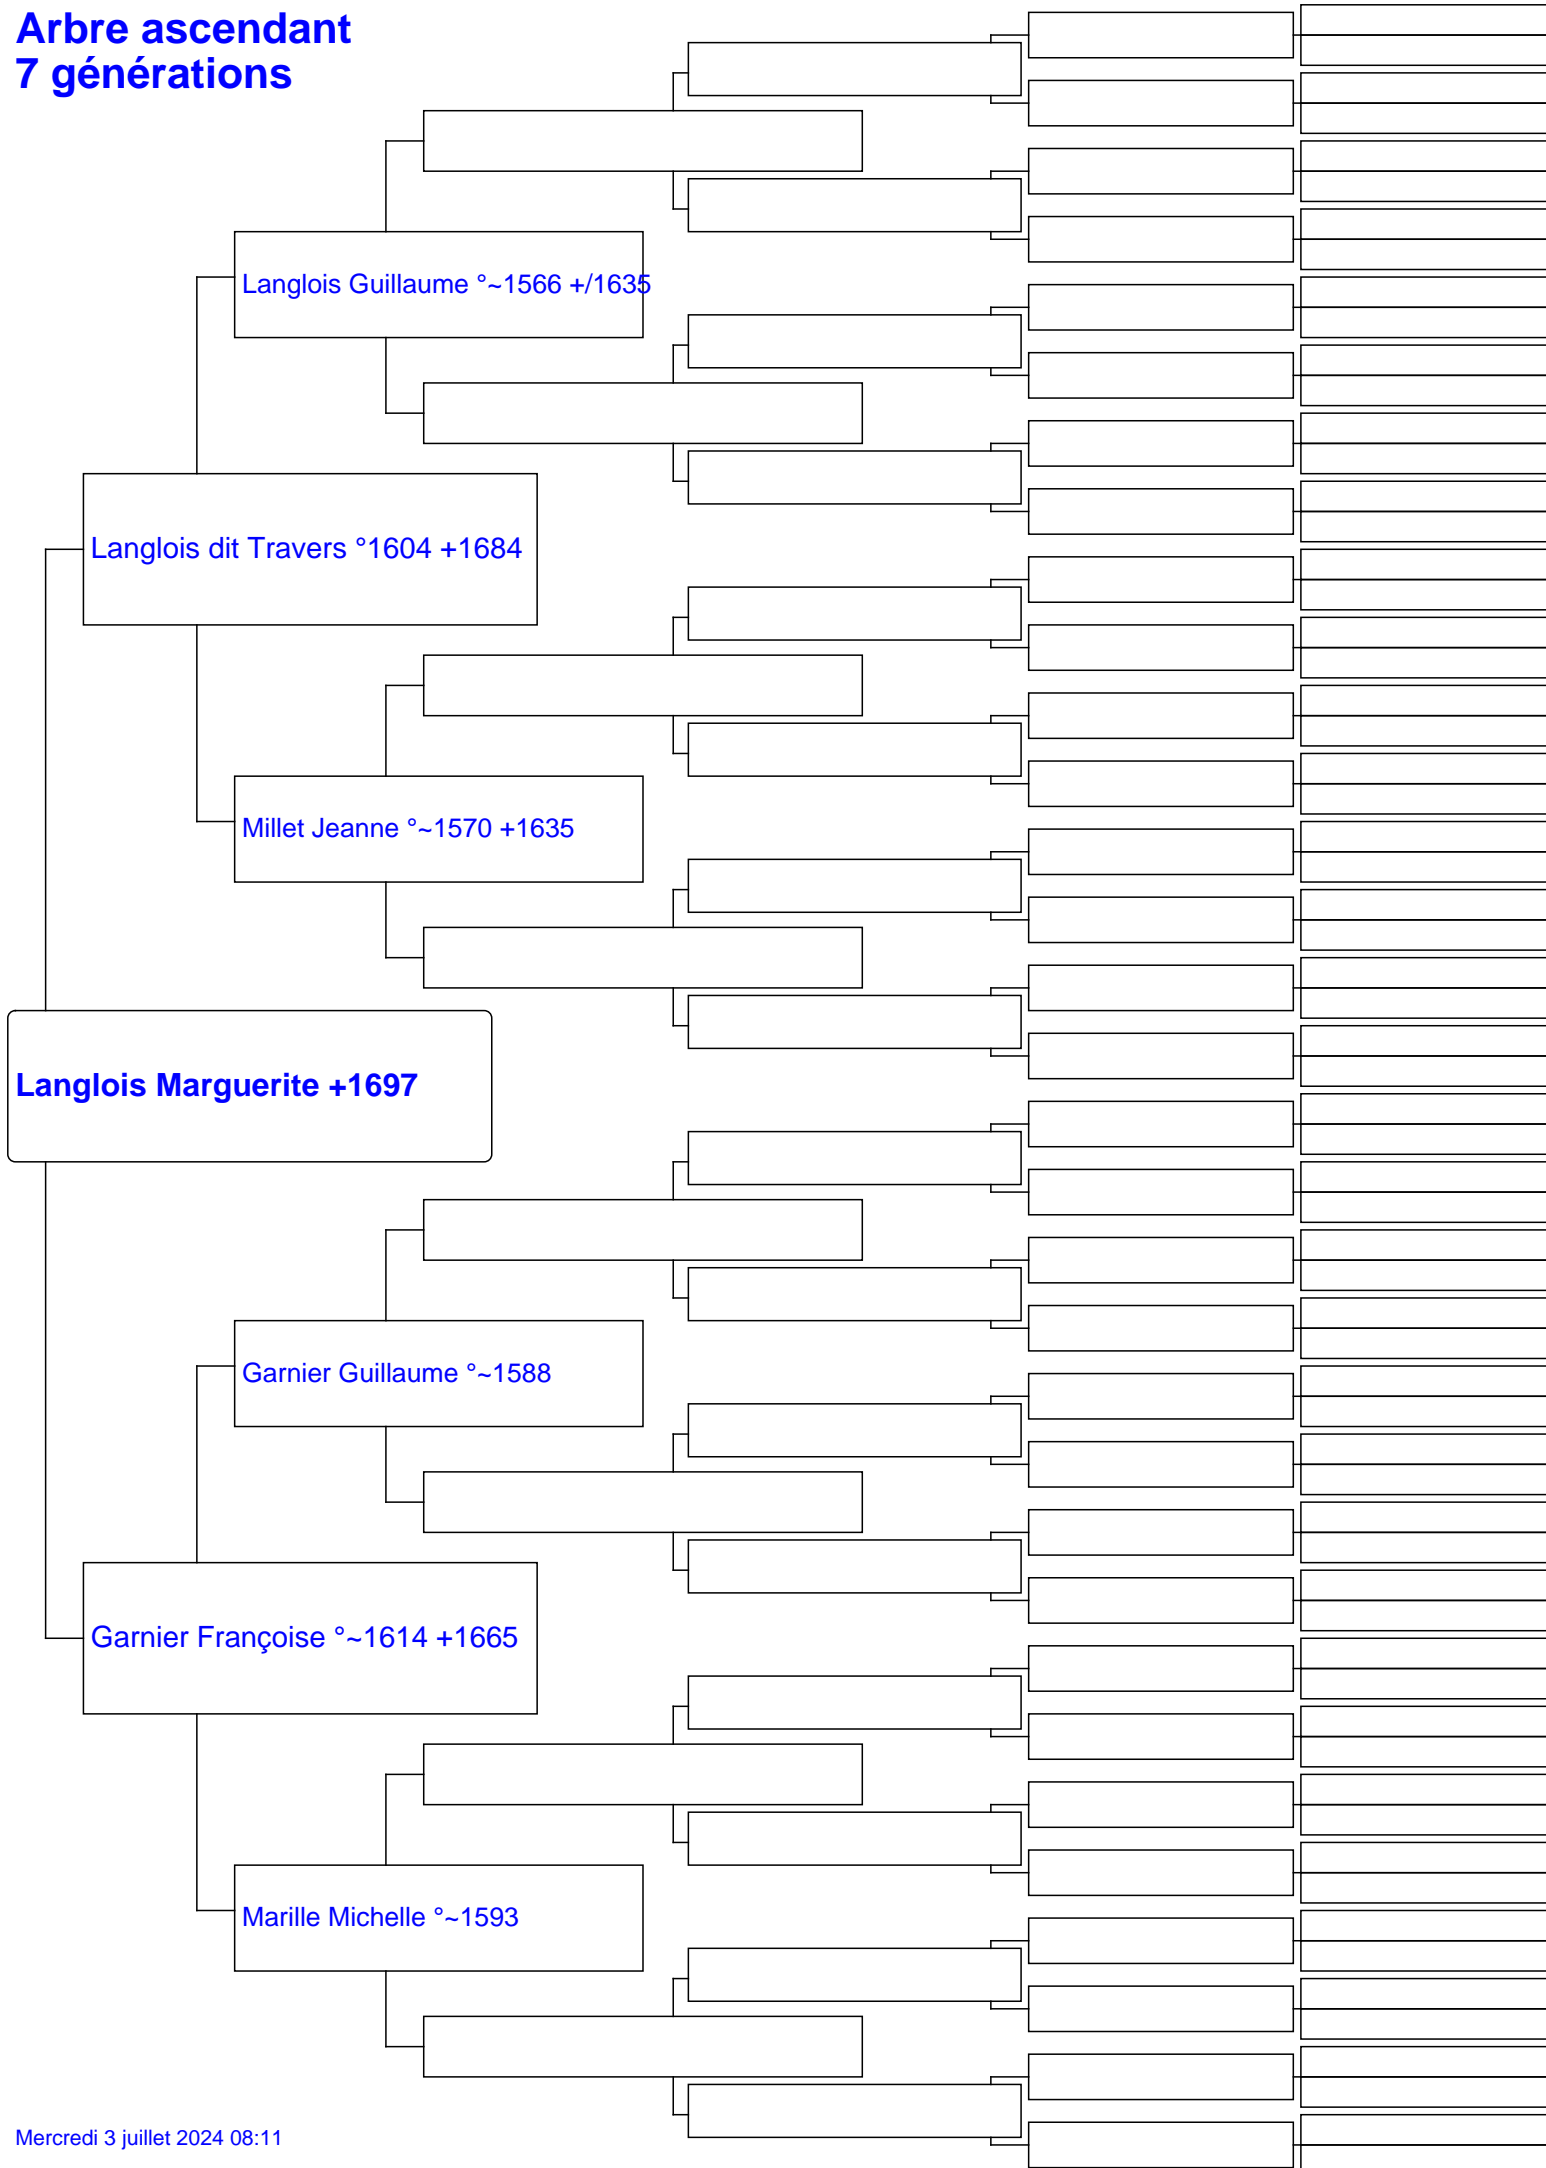 Arbre ascendant
7 générations
Langlois Guillaume °~1566 +/1635
Langlois dit Travers °1604 +1684
Millet Jeanne °~1570 +1635
Langlois Marguerite +1697
Garnier Guillaume °~1588
Garnier Françoise °~1614 +1665
Marille Michelle °~1593
Mercredi 3 juillet 2024 08:11